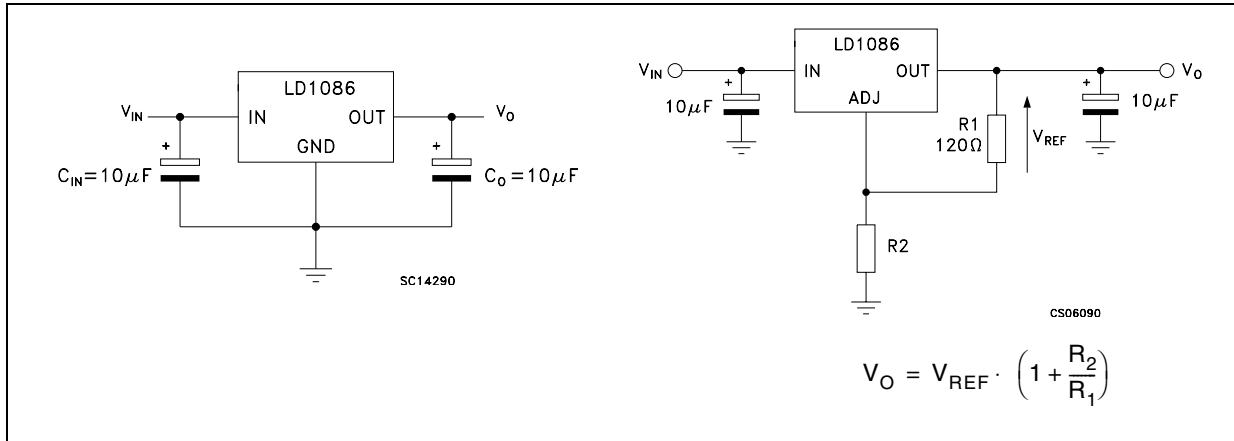 LD1086
V_IN
IN
OUT
V_O
GND
+
+
C_IN=10μF
C_O=10μF
SC14290
LD1086
V_IN
IN
OUT
V_O
ADJ
+
10μF
R1
120Ω
V_REF
+
10μF
R2
CS06090
V_O = V_REF · (1 + R_2/R_1)